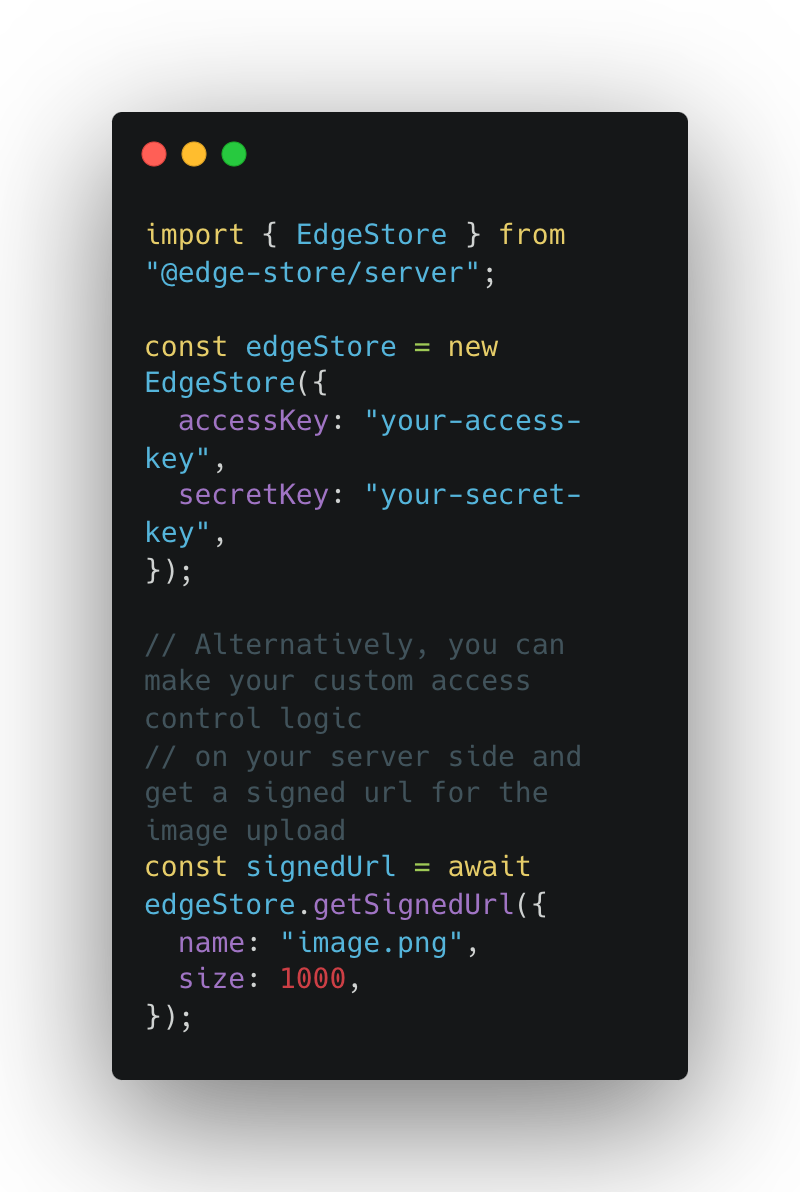 import { EdgeStore } from
"@edge-store/server";

const edgeStore = new
EdgeStore({
  accessKey: "your-access-
key",
  secretKey: "your-secret-
key",
});

// Alternatively, you can
make your custom access
control logic
// on your server side and
get a signed url for the
image upload
const signedUrl = await
edgeStore.getSignedUrl({
  name: "image.png",
  size: 1000,
});